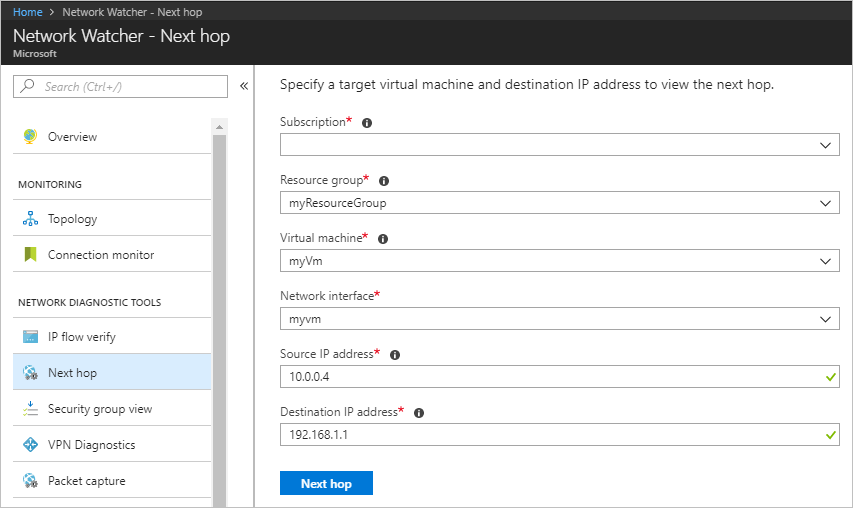 Home > Network Watcher - Next hop
Network Watcher - Next hop
Microsoft
Search (Ctrl+/)
«
Overview
MONITORING
Topology
Connection monitor
NETWORK DIAGNOSTIC TOOLS
IP flow verify
Next hop
Security group view
VPN Diagnostics
Packet capture
Specify a target virtual machine and destination IP address to view the next hop.
Subscription*
Resource group*
myResourceGroup
Virtual machine*
myVm
Network interface*
myvm
Source IP address*
10.0.0.4
Destination IP address*
192.168.1.1
Next hop